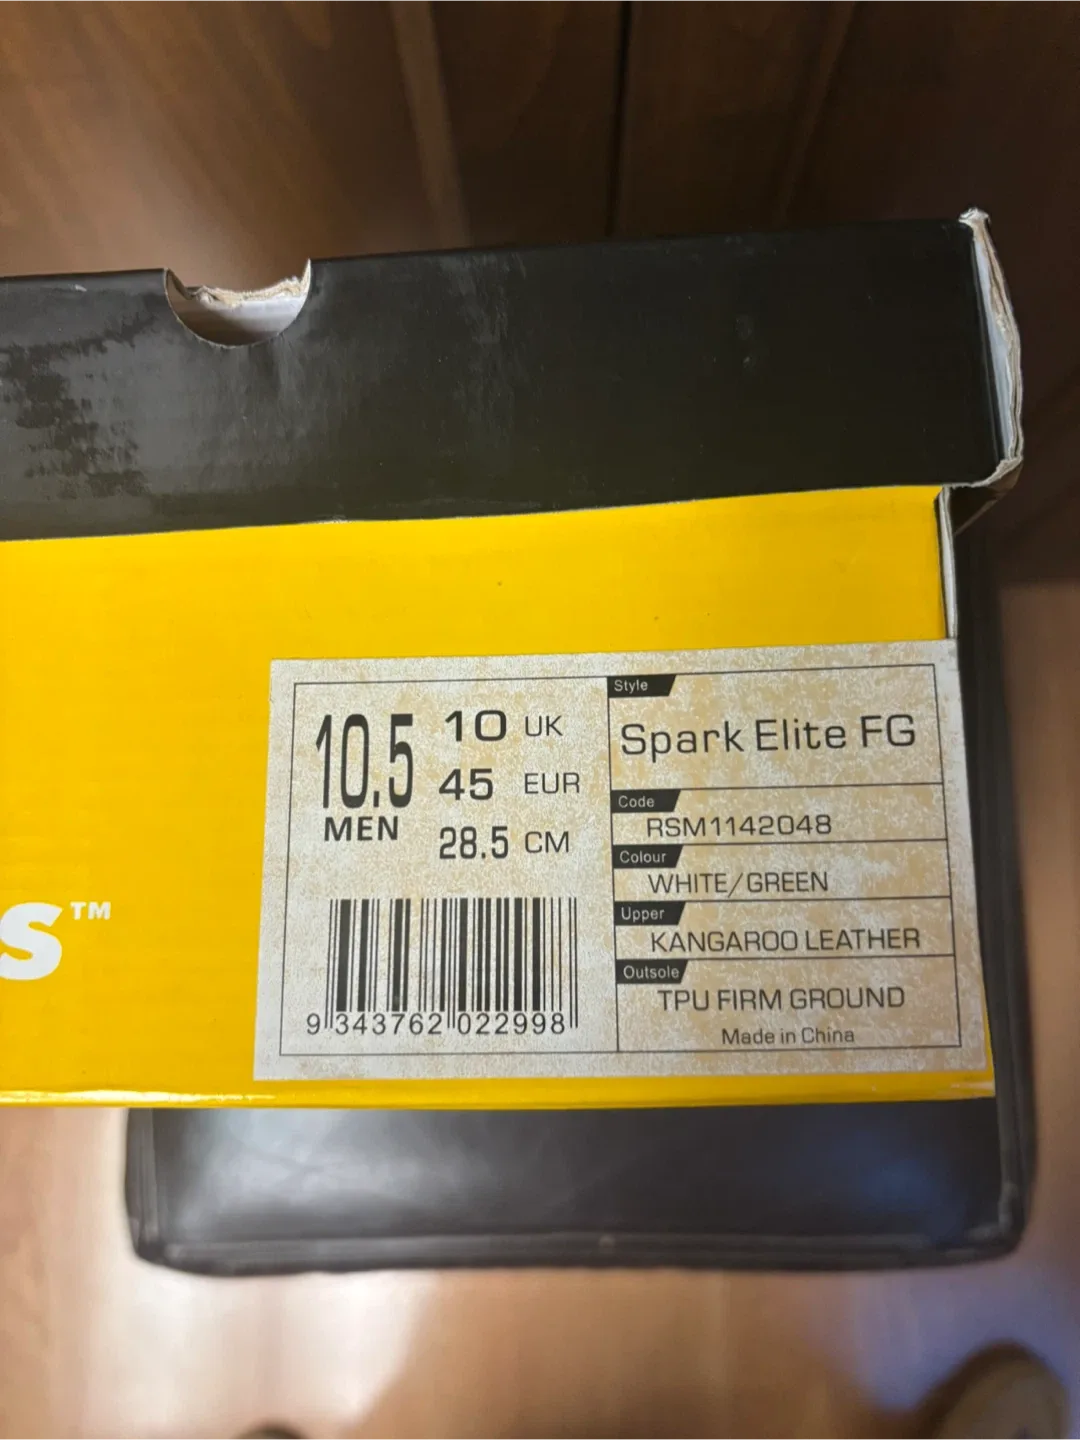 s™
10.5
MEN
10 UK
45 EUR
28.5 CM
9 343762 022998
Style
Spark Elite FG
Code
RSM1142048
Colour
WHITE/GREEN
Upper
KANGAROO LEATHER
Outsole
TPU FIRM GROUND
Made in China